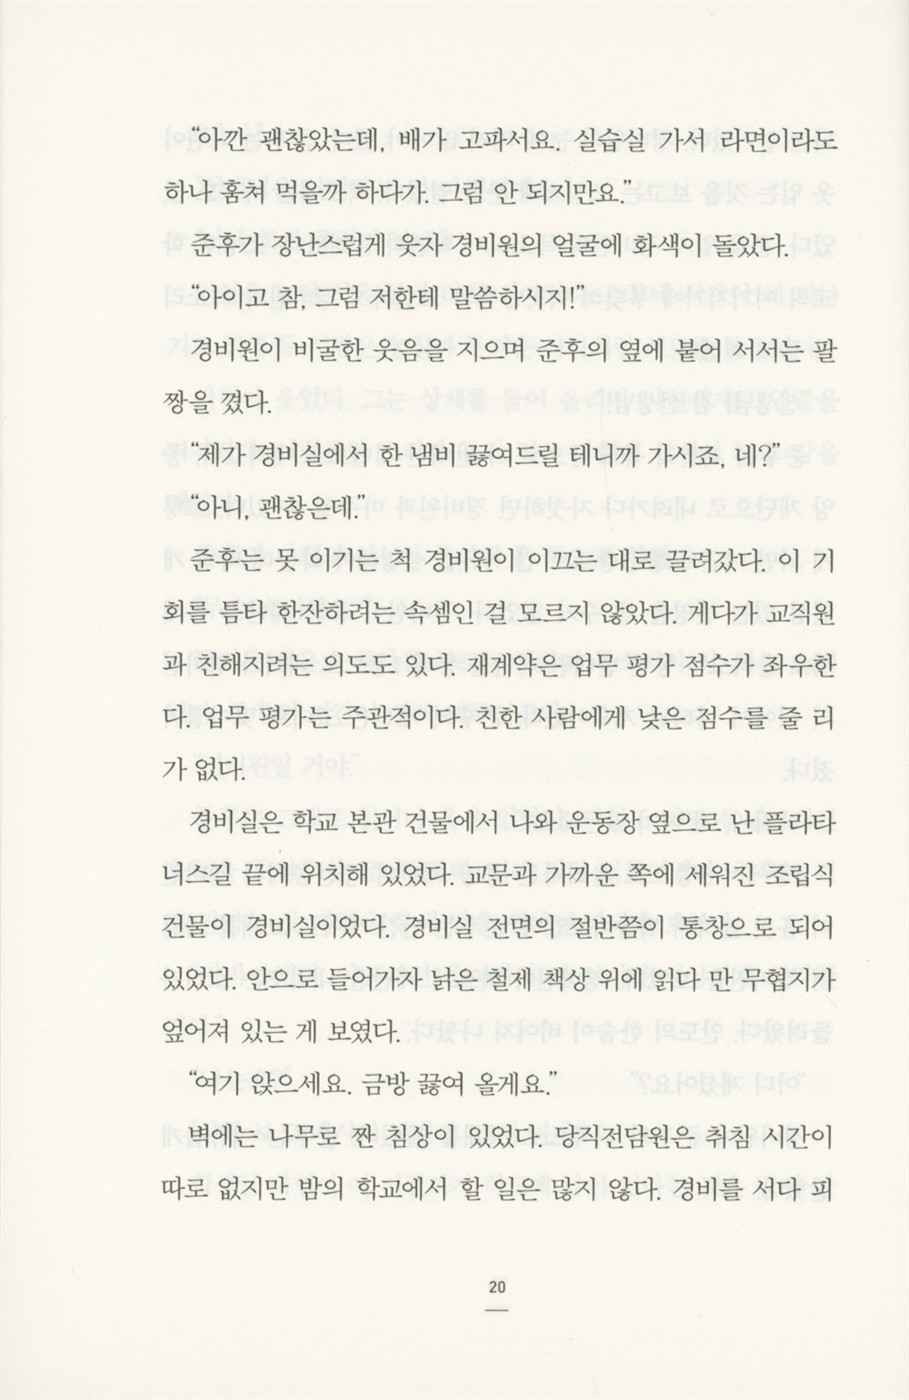 “아깐 괜찮았는데, 배가 고파서요. 실습실 가서 라면이라도
하나 훔쳐 먹을까 하다가. 그럼 안 되지만요.”
준후가 장난스럽게 웃자 경비원의 얼굴에 화색이 돌았다.
“아이고 참, 그럼 저한테 말씀하시지!”
경비원이 비굴한 웃음을 지으며 준후의 옆에 붙어 서서는 팔
짱을 꼈다.
“제가 경비실에서 한 냄비 끓여드릴 테니까 가시죠, 네?”
“아니, 괜찮은데.”
준후는 못 이기는 척 경비원이 이끄는 대로 끌려갔다. 이 기
회를 틈타 한잔하려는 속셈인 걸 모르지 않았다. 게다가 교직원
과 친해지려는 의도도 있다. 재계약은 업무 평가 점수가 좌우한
다. 업무 평가는 주관적이다. 친한 사람에게 낮은 점수를 줄 리
가 없다.
경비실은 학교 본관 건물에서 나와 운동장 옆으로 난 플라타
너스길 끝에 위치해 있었다. 교문과 가까운 쪽에 세워진 조립식
건물이 경비실이었다. 경비실 전면의 절반쯤이 통창으로 되어
있었다. 안으로 들어가자 낡은 철제 책상 위에 읽다 만 무협지가
엎어져 있는 게 보였다.
“여기 앉으세요. 금방 끓여 올게요.”
벽에는 나무로 짠 침상이 있었다. 당직전담원은 취침 시간이
따로 없지만 밤의 학교에서 할 일은 많지 않다. 경비를 서다 피
20